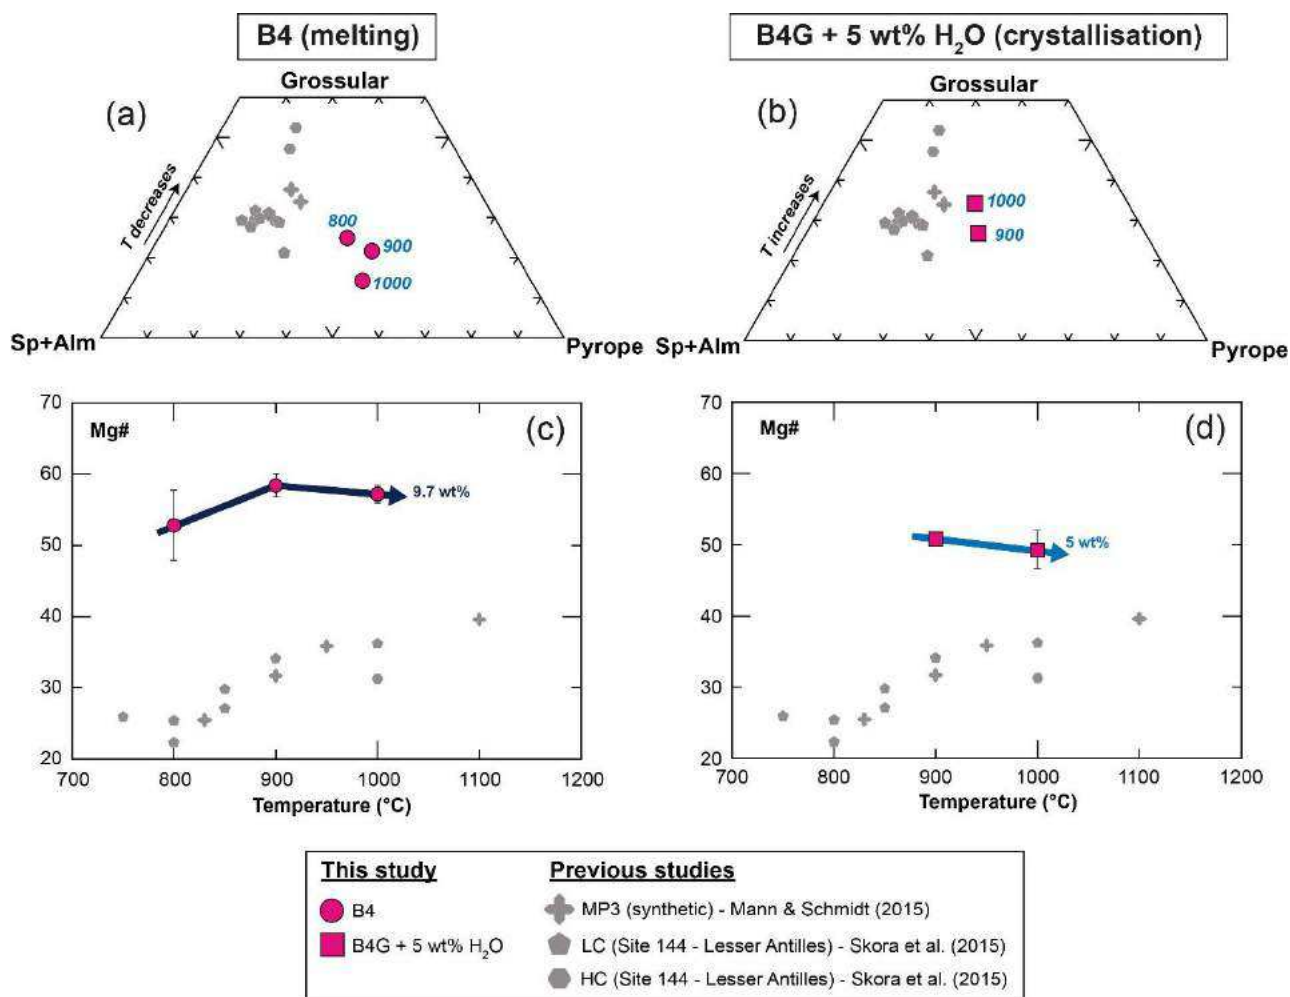 B4 (melting)
B4G + 5 wt% H₂O (crystallisation)
(a)
Grossular
T decreases
800
900
1000
Sp+Alm
Pyrope
(b)
Grossular
T increases
1000
900
Sp+Alm
Pyrope
70
60
50
40
30
20
Mg#
(c)
9.7 wt%
700
800
900
1000
1100
1200
Temperature (°C)
70
60
50
40
30
20
Mg#
(d)
5 wt%
700
800
900
1000
1100
1200
Temperature (°C)
This study
B4
B4G + 5 wt% H₂O
Previous studies
MP3 (synthetic) - Mann & Schmidt (2015)
LC (Site 144 - Lesser Antilles) - Skora et al. (2015)
HC (Site 144 - Lesser Antilles) - Skora et al. (2015)